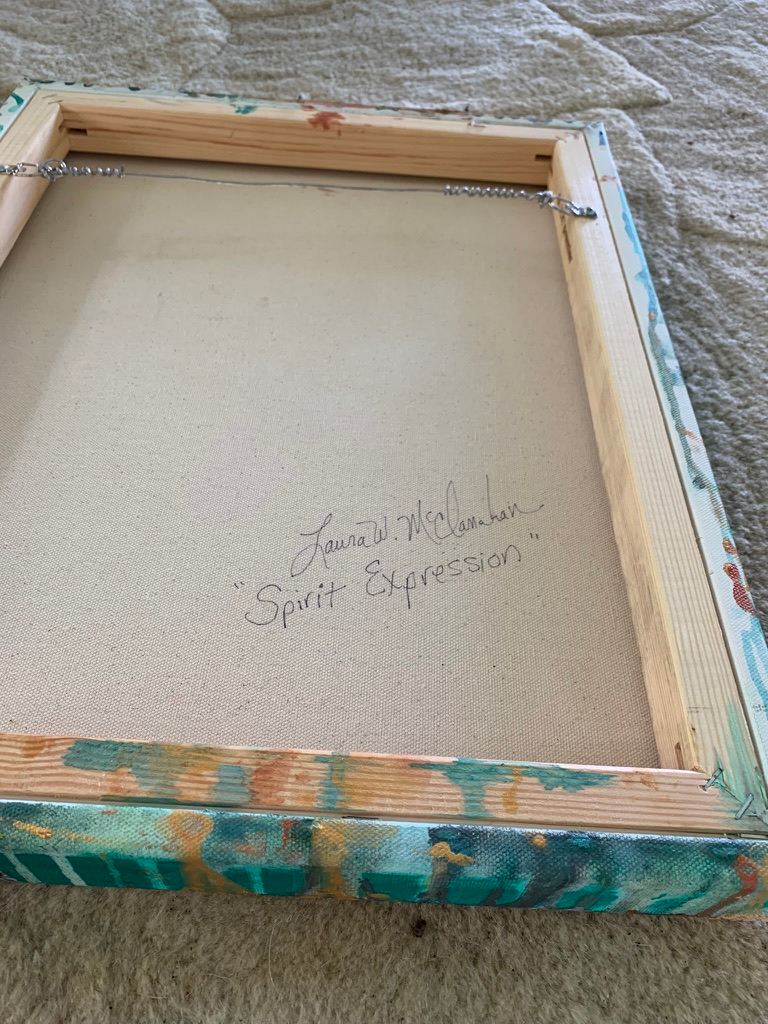 Laura W. McClanahan
"Spirit Expression"